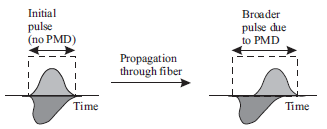 Initial
pulse
(no PMD)
Time
Propagation
through fiber
Broader
pulse due
to PMD
Time